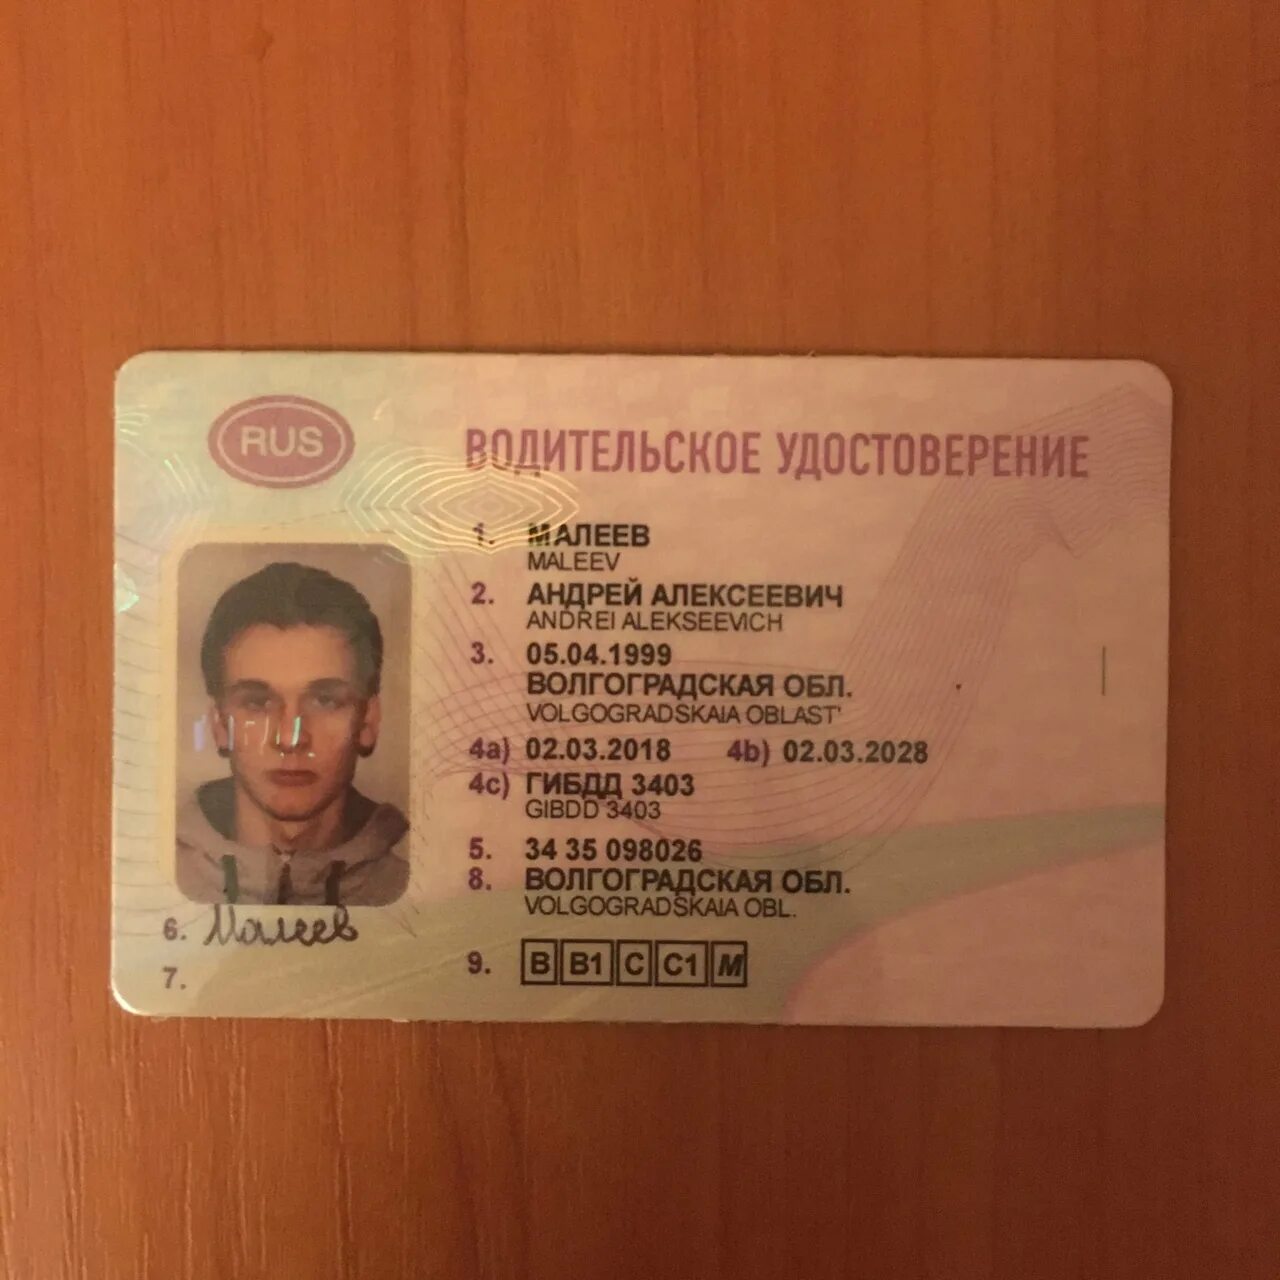 RUS
ВОДИТЕЛЬСКОЕ УДОСТОВЕРЕНИЕ
1. МАЛЕЕВ
MALEEV
2. АНДРЕЙ АЛЕКСЕЕВИЧ
ANDREI ALEKSEEVICH
3. 05.04.1999
ВОЛГОГРАДСКАЯ ОБЛ.
VOLGOGRADSKAIA OBLAST'
4a) 02.03.2018 4b) 02.03.2028
4c) ГИБДД 3403
GIBDD 3403
5. 34 35 098026
8. ВОЛГОГРАДСКАЯ ОБЛ.
VOLGOGRADSKAIA OBL.
6. Малеев
7.
9. B B1 C C1 M